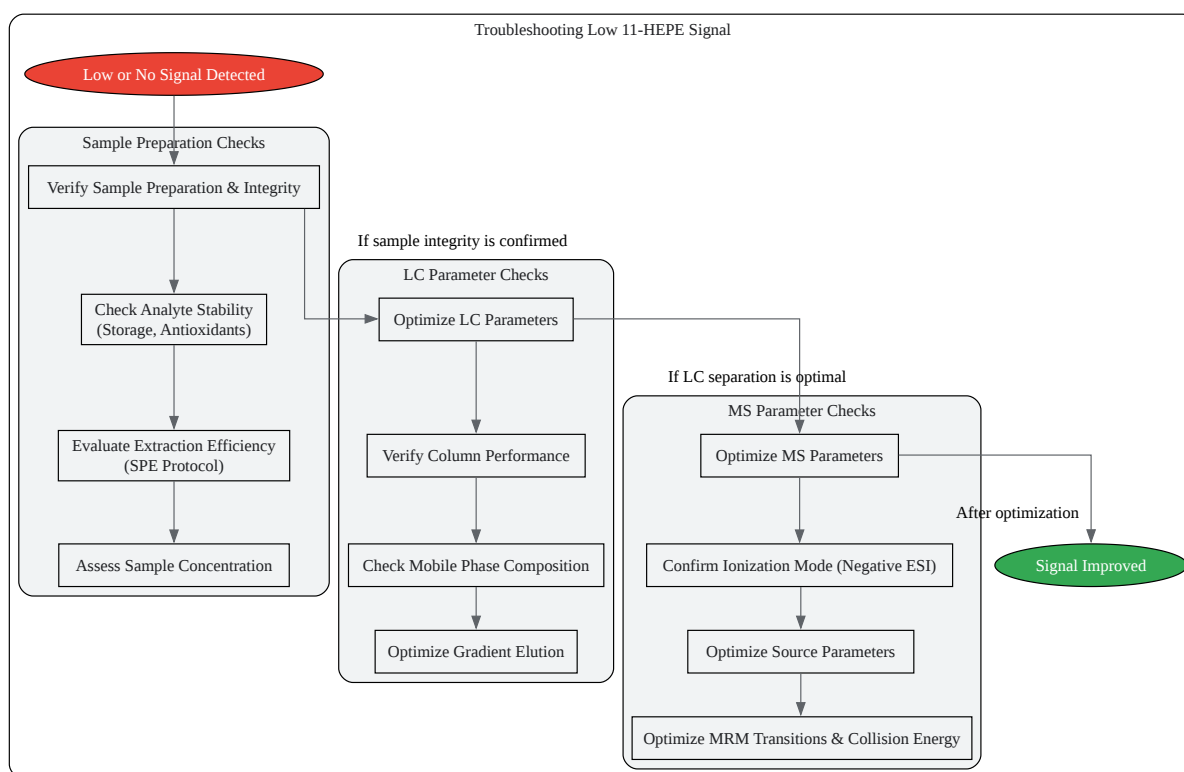 Troubleshooting Low 11-HEPE Signal
Low or No Signal Detected
Sample Preparation Checks
Verify Sample Preparation & Integrity
Check Analyte Stability
(Storage, Antioxidants)
Evaluate Extraction Efficiency
(SPE Protocol)
Assess Sample Concentration
If sample integrity is confirmed
LC Parameter Checks
Optimize LC Parameters
Verify Column Performance
Check Mobile Phase Composition
Optimize Gradient Elution
If LC separation is optimal
MS Parameter Checks
Optimize MS Parameters
Confirm Ionization Mode (Negative ESI)
Optimize Source Parameters
Optimize MRM Transitions & Collision Energy
After optimization
Signal Improved